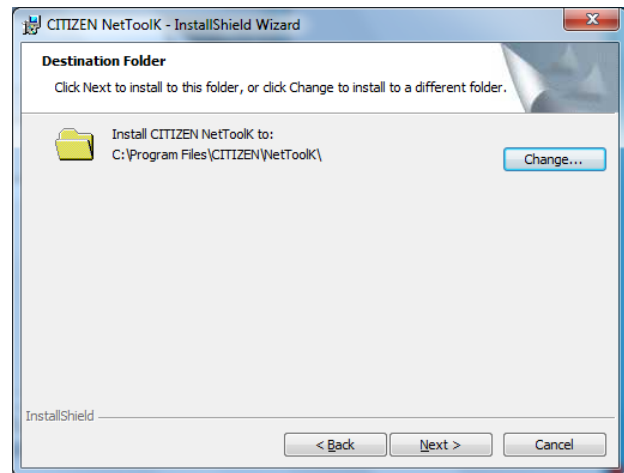 CITIZEN NetToolK - InstallShield Wizard
Destination Folder
Click Next to install to this folder, or click Change to install to a different folder.
Install CITIZEN NetToolK to:
C:\Program Files\CITIZEN\NetToolK\
Change...
InstallShield
< Back
Next >
Cancel